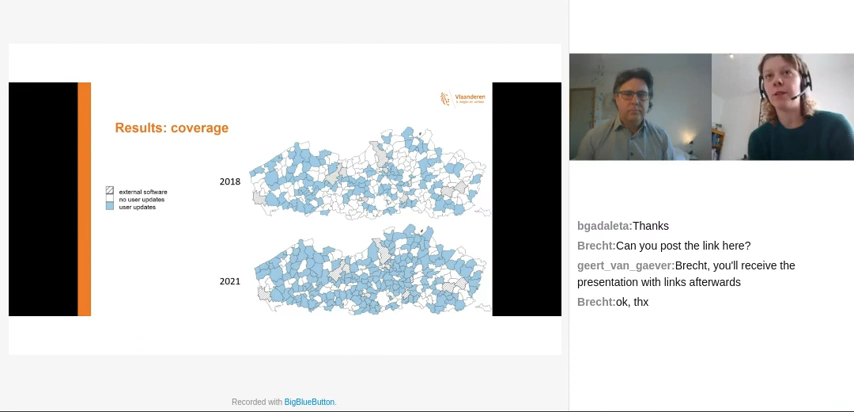 Vlaanderen
Results: coverage
2018
external software
no user updates
user updates
2021
bgadaleta:Thanks
Brecht:Can you post the link here?
geert_van_gaever:Brecht, you'll receive the
presentation with links afterwards
Brecht:ok, thx
Recorded with BigBlueButton.